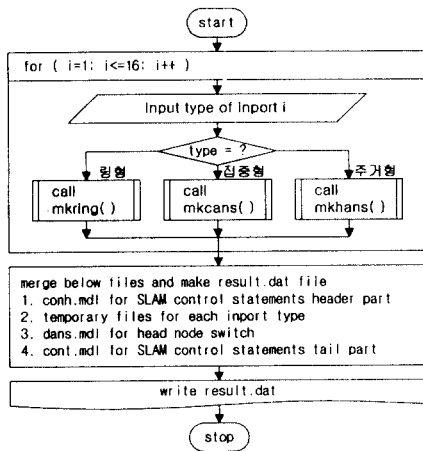 start
for ( i=1; i<=16; i++ )
Input type of Inport i
type = ?
링형
집중형
주거형
call
mkring( )
call
mkcans( )
call
mkhans( )
merge below files and make result.dat file
1. conh.mdl for SLAM control statements header part
2. temporary files for each inport type
3. dans.mdl for head node switch
4. cont.mdl for SLAM control statements tail part
write result.dat
stop